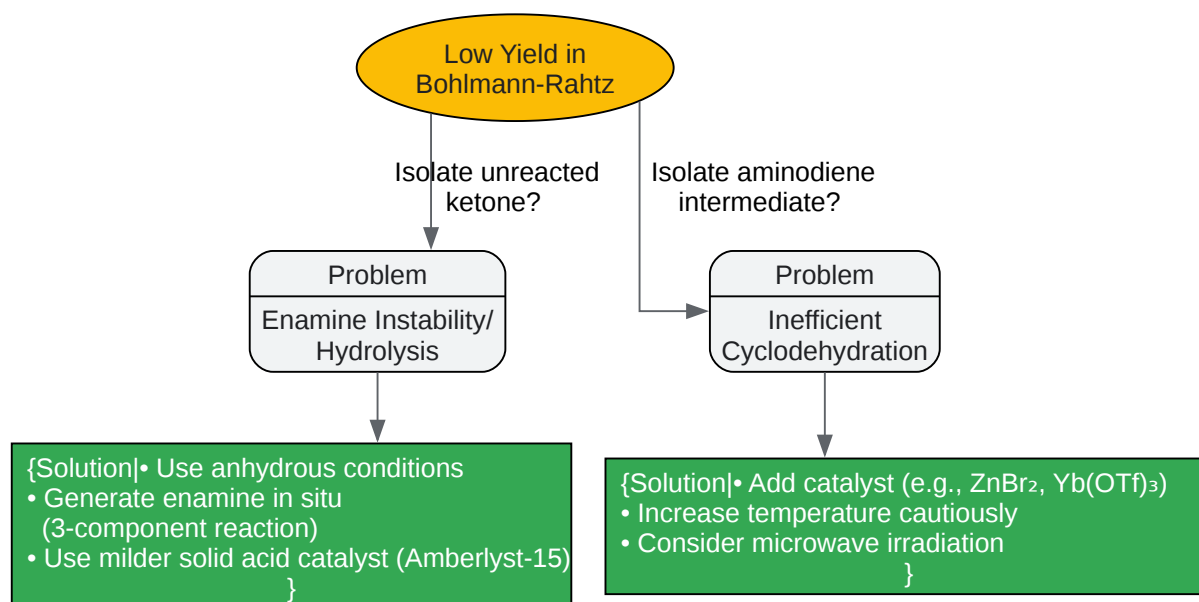 Low Yield in
Bohlmann-Rahtz
Isolate unreacted
ketone?
Isolate aminodiene
intermediate?
Problem
Enamine Instability/
Hydrolysis
Problem
Inefficient
Cyclodehydration
{Solution|• Use anhydrous conditions
• Generate enamine in situ
(3-component reaction)
• Use milder solid acid catalyst (Amberlyst-15)
}
{Solution|• Add catalyst (e.g., ZnBr₂, Yb(OTf)₃)
• Increase temperature cautiously
• Consider microwave irradiation
}